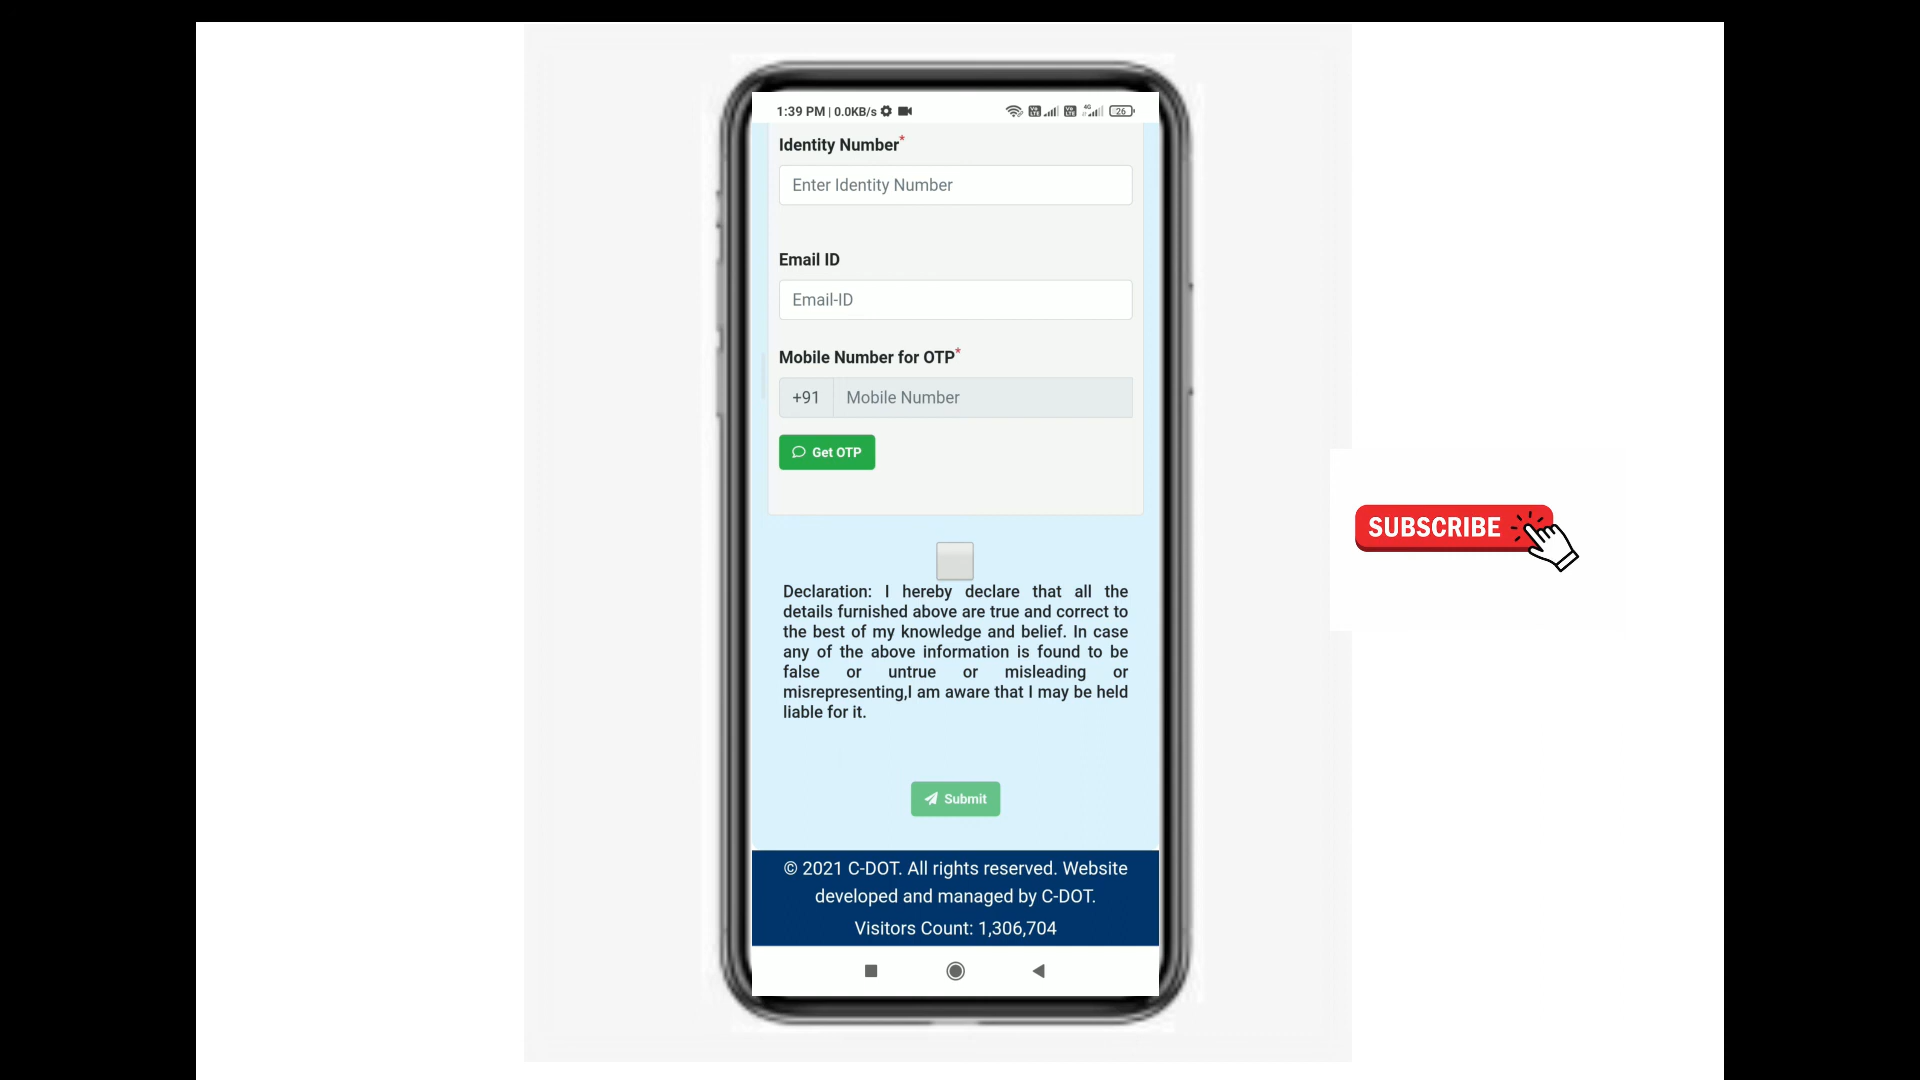 1:39 PM | 0.0KB/s
4G
26
Identity Number*
Enter Identity Number
Email ID
Email-ID
Mobile Number for OTP*
+91 Mobile Number
Get OTP
SUBSCRIBE
Declaration: I hereby declare that all the
details furnished above are true and correct to
the best of my knowledge and belief. In case
any of the above information is found to be
false or untrue or misleading or
misrepresenting,I am aware that I may be held
liable for it.
Submit
© 2021 C-DOT. All rights reserved. Website
developed and managed by C-DOT.
Visitors Count: 1,306,704